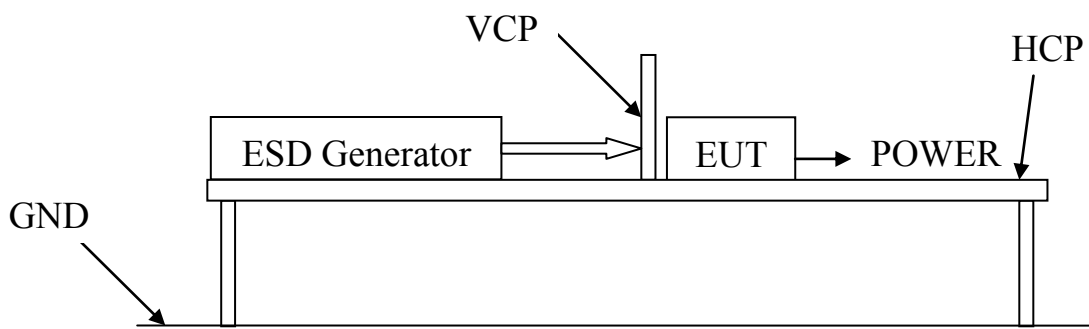 VCP
HCP
ESD Generator
EUT
POWER
GND